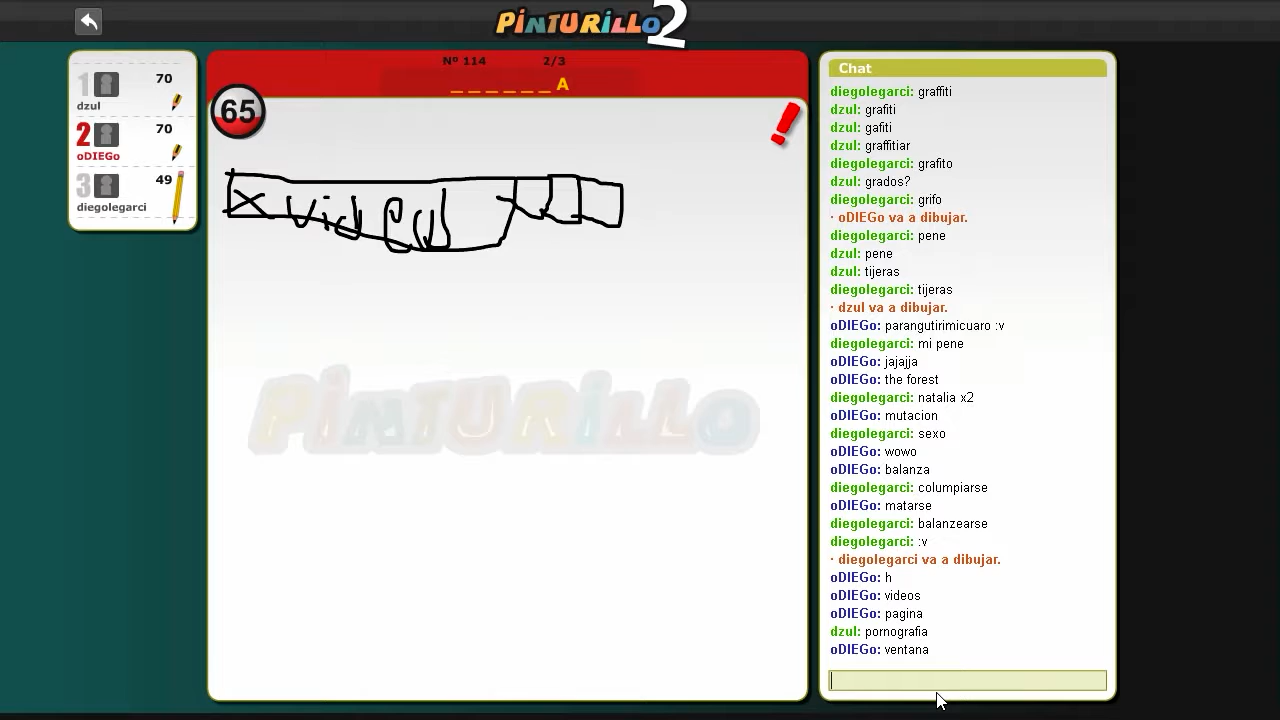 PINTURILLO 2
Nº 114 2/3
_ _ _ _ _ _ A
65
1 70
dzul
2 70
oDIEGo
3 49
diegolegarci
PINTURILLO
Chat
diegolegarci: graffiti
dzul: grafiti
dzul: gafiti
dzul: graffitiar
diegolegarci: grafito
dzul: grados?
diegolegarci: grifo
· oDIEGo va a dibujar.
diegolegarci: pene
dzul: pene
dzul: tijeras
diegolegarci: tijeras
· dzul va a dibujar.
oDIEGo: parangutirimicuaro :v
diegolegarci: mi pene
oDIEGo: jajajja
oDIEGo: the forest
diegolegarci: natalia x2
oDIEGo: mutacion
diegolegarci: sexo
oDIEGo: wowo
oDIEGo: balanza
diegolegarci: columpiarse
oDIEGo: matarse
diegolegarci: balanzearse
diegolegarci: :v
· diegolegarci va a dibujar.
oDIEGo: h
oDIEGo: videos
oDIEGo: pagina
dzul: pornografia
oDIEGo: ventana